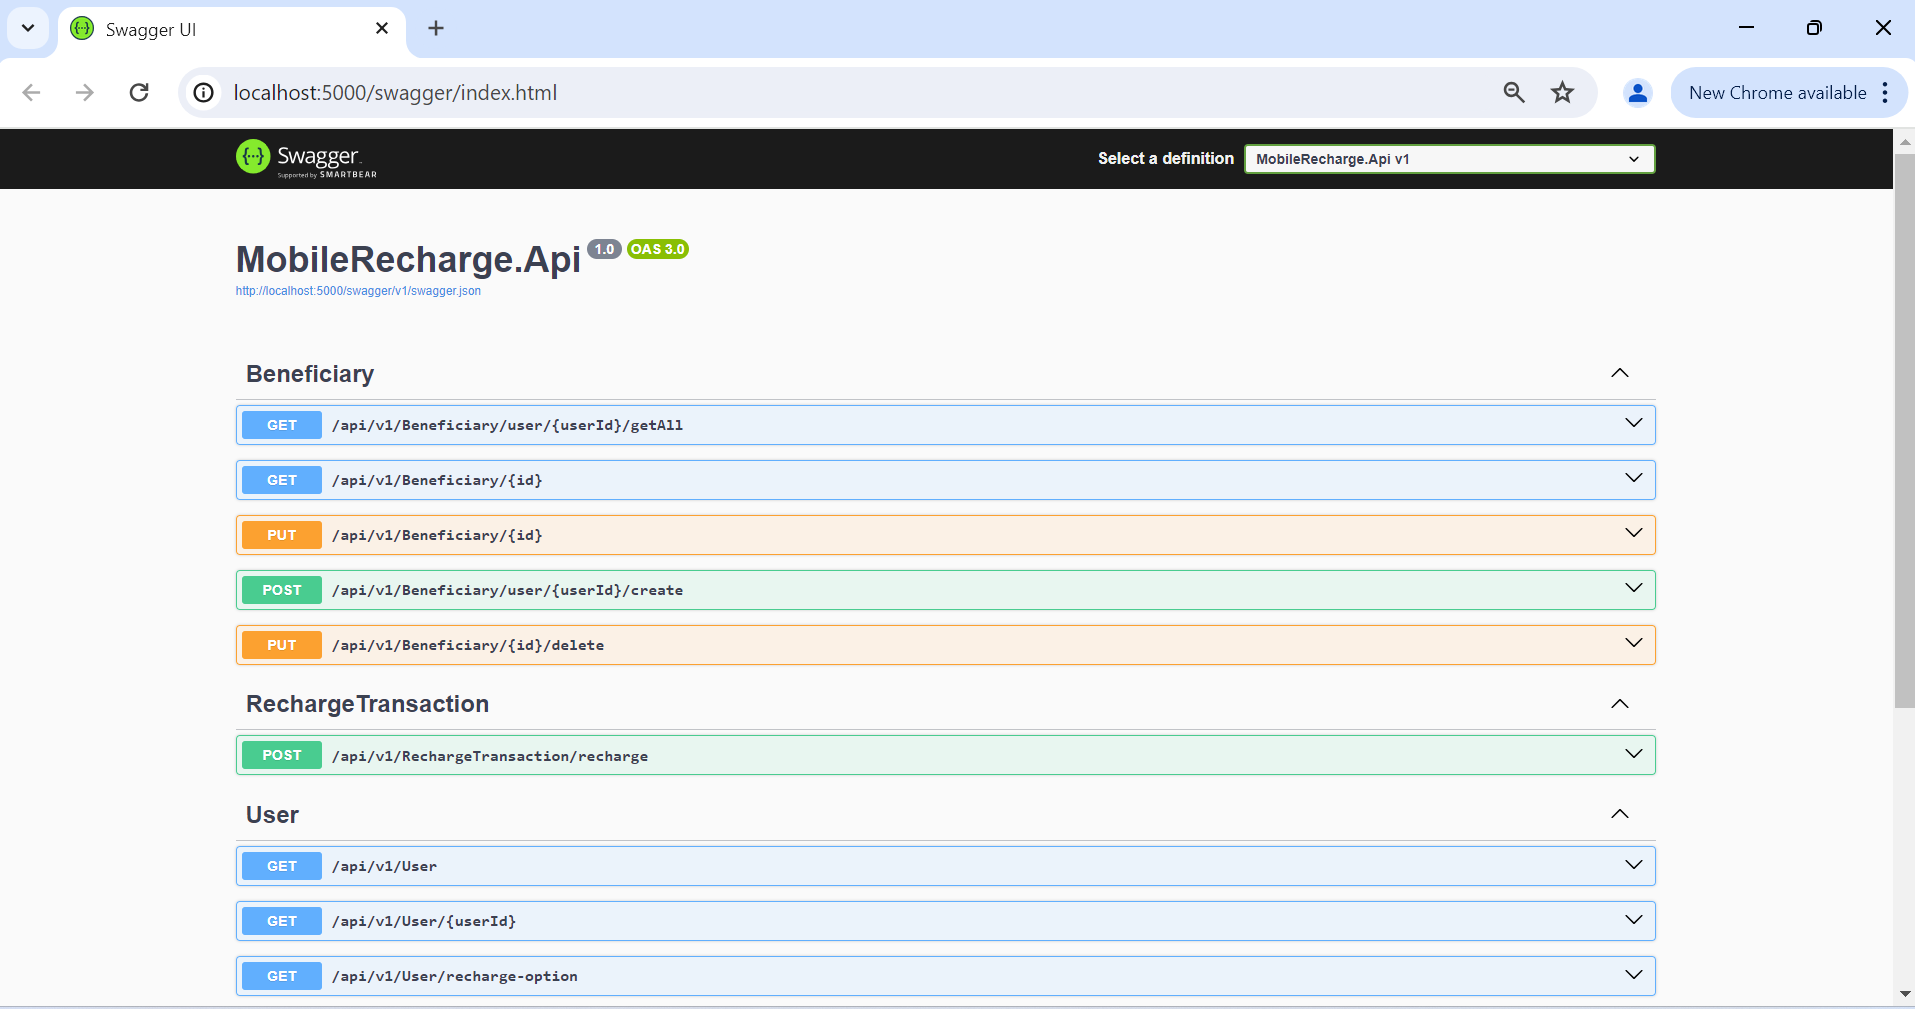 Swagger UI
localhost:5000/swagger/index.html
New Chrome available
Swagger.
Supported by SMARTBEAR
Select a definition
MobileRecharge.Api v1
MobileRecharge.Api 1.0 OAS 3.0
http://localhost:5000/swagger/v1/swagger.json
Beneficiary
GET /api/v1/Beneficiary/user/{userId}/getAll
GET /api/v1/Beneficiary/{id}
PUT /api/v1/Beneficiary/{id}
POST /api/v1/Beneficiary/user/{userId}/create
PUT /api/v1/Beneficiary/{id}/delete
RechargeTransaction
POST /api/v1/RechargeTransaction/recharge
User
GET /api/v1/User
GET /api/v1/User/{userId}
GET /api/v1/User/recharge-option